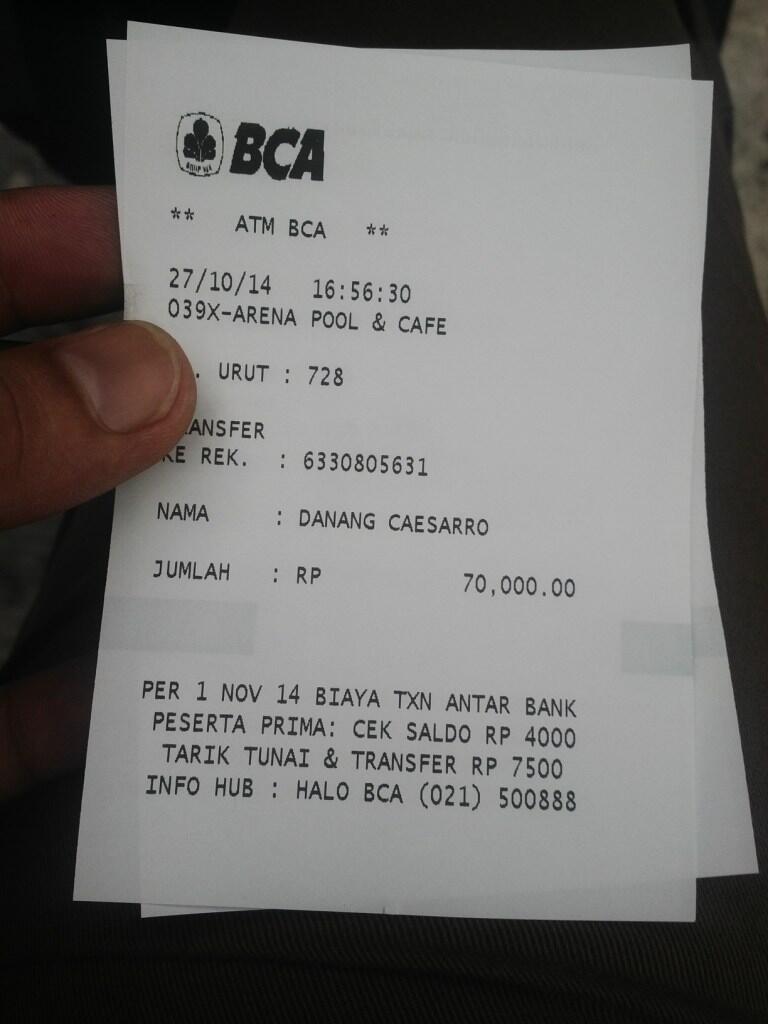 BCA
** ATM BCA **
27/10/14 16:56:30
039X-ARENA POOL & CAFE
. URUT : 728
ANSFER
KE REK. : 6330805631
NAMA : DANANG CAESARRO
JUMLAH : RP 70,000.00
PER 1 NOV 14 BIAYA TXN ANTAR BANK
PESERTA PRIMA: CEK SALDO RP 4000
TARIK TUNAI & TRANSFER RP 7500
INFO HUB : HALO BCA (021) 500888